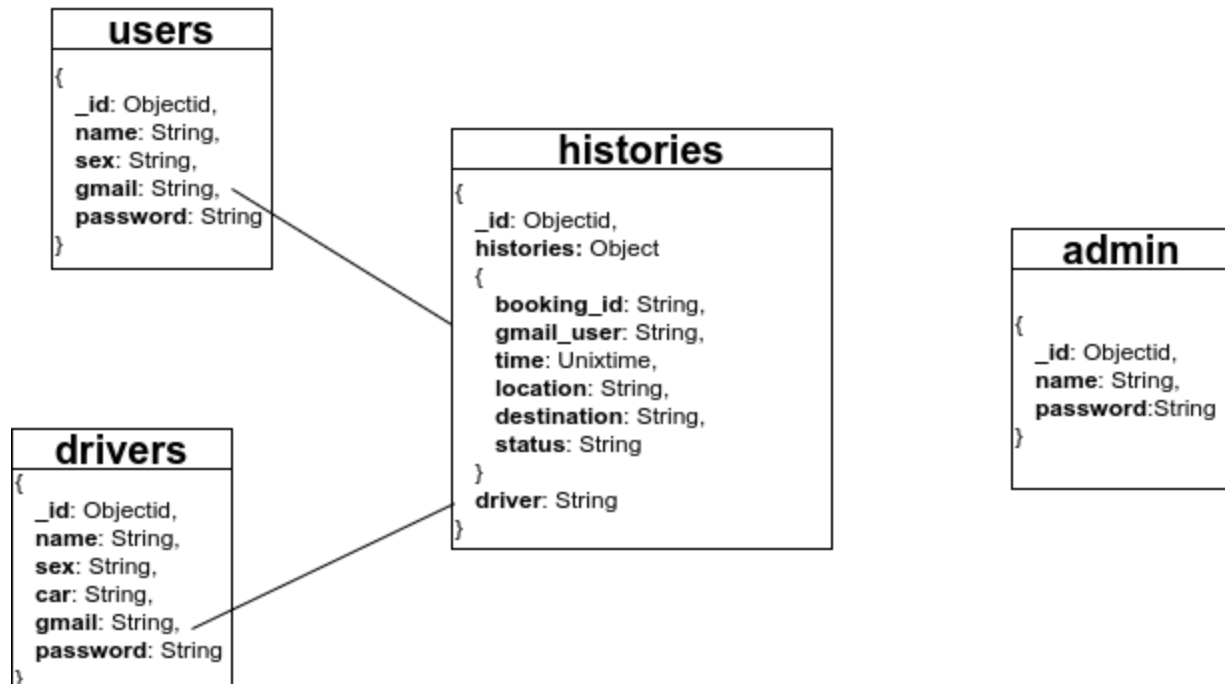 users
{
_id: Objectid,
name: String,
sex: String,
gmail: String,
password: String
}
histories
{
_id: Objectid,
histories: Object
{
booking_id: String,
gmail_user: String,
time: Unixtime,
location: String,
destination: String,
status: String
}
driver: String
}
admin
{
_id: Objectid,
name: String,
password:String
}
drivers
{
_id: Objectid,
name: String,
sex: String,
car: String,
gmail: String,
password: String
}